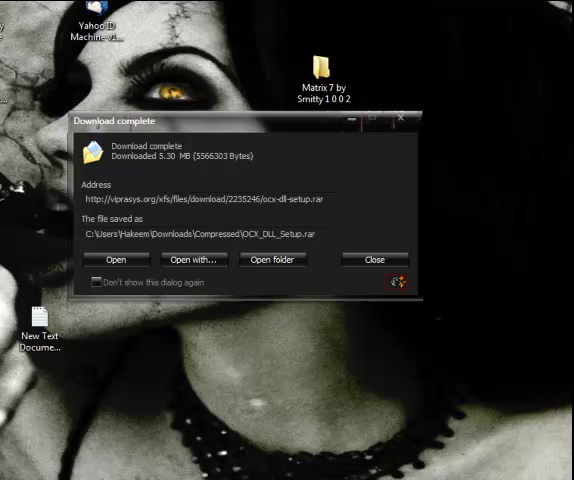 Yahoo ID
Machine v1...
Matrix 7 by
Smitty 1 0 0 2
Download complete
Download complete
Downloaded 5.30 MB (5566303 Bytes)
Address
http://viprasys.org/xfs/files/download/2235246/ocx-dll-setup.rar
The file saved as
C:\Users\Hakeem\Downloads\Compressed\OCX_DLL_Setup.rar
Open
Open with...
Open folder
Close
Don't show this dialog again
New Text
Docume...